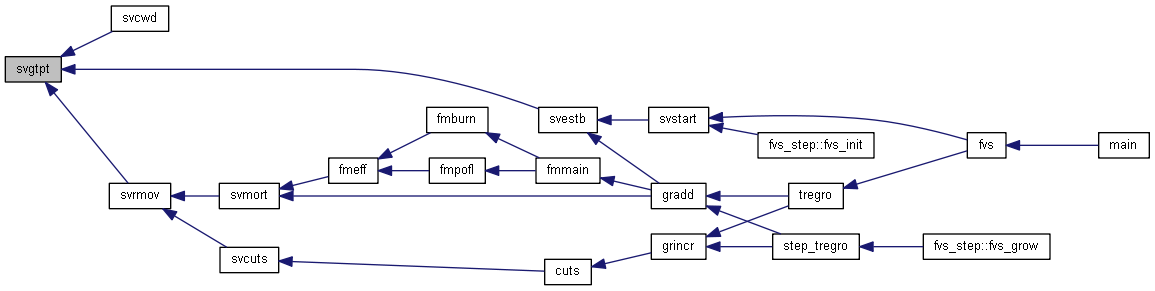 svcwd
svgtpt
fmburn
svestb
svstart
fvs
main
fvs_step::fvs_init
fmeff
fmpofl
fmmain
svrmov
svmort
gradd
tregro
grincr
step_tregro
fvs_step::fvs_grow
svcuts
cuts